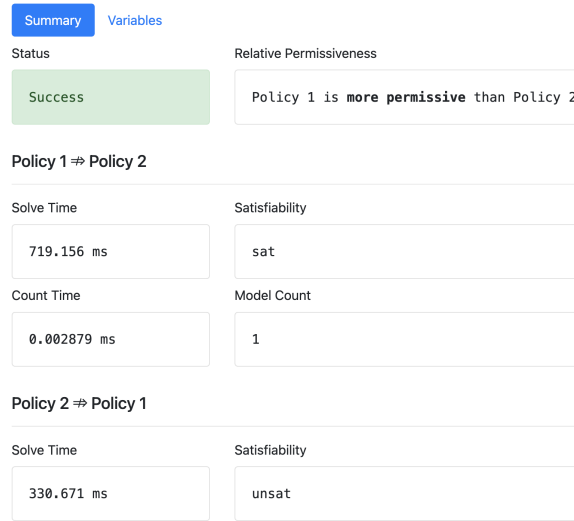 Summary Variables
Status Relative Permissiveness
Success Policy 1 is more permissive than Policy 2
Policy 1 ⇏ Policy 2
Solve Time Satisfiability
719.156 ms sat
Count Time Model Count
0.002879 ms 1
Policy 2 ⇏ Policy 1
Solve Time Satisfiability
330.671 ms unsat